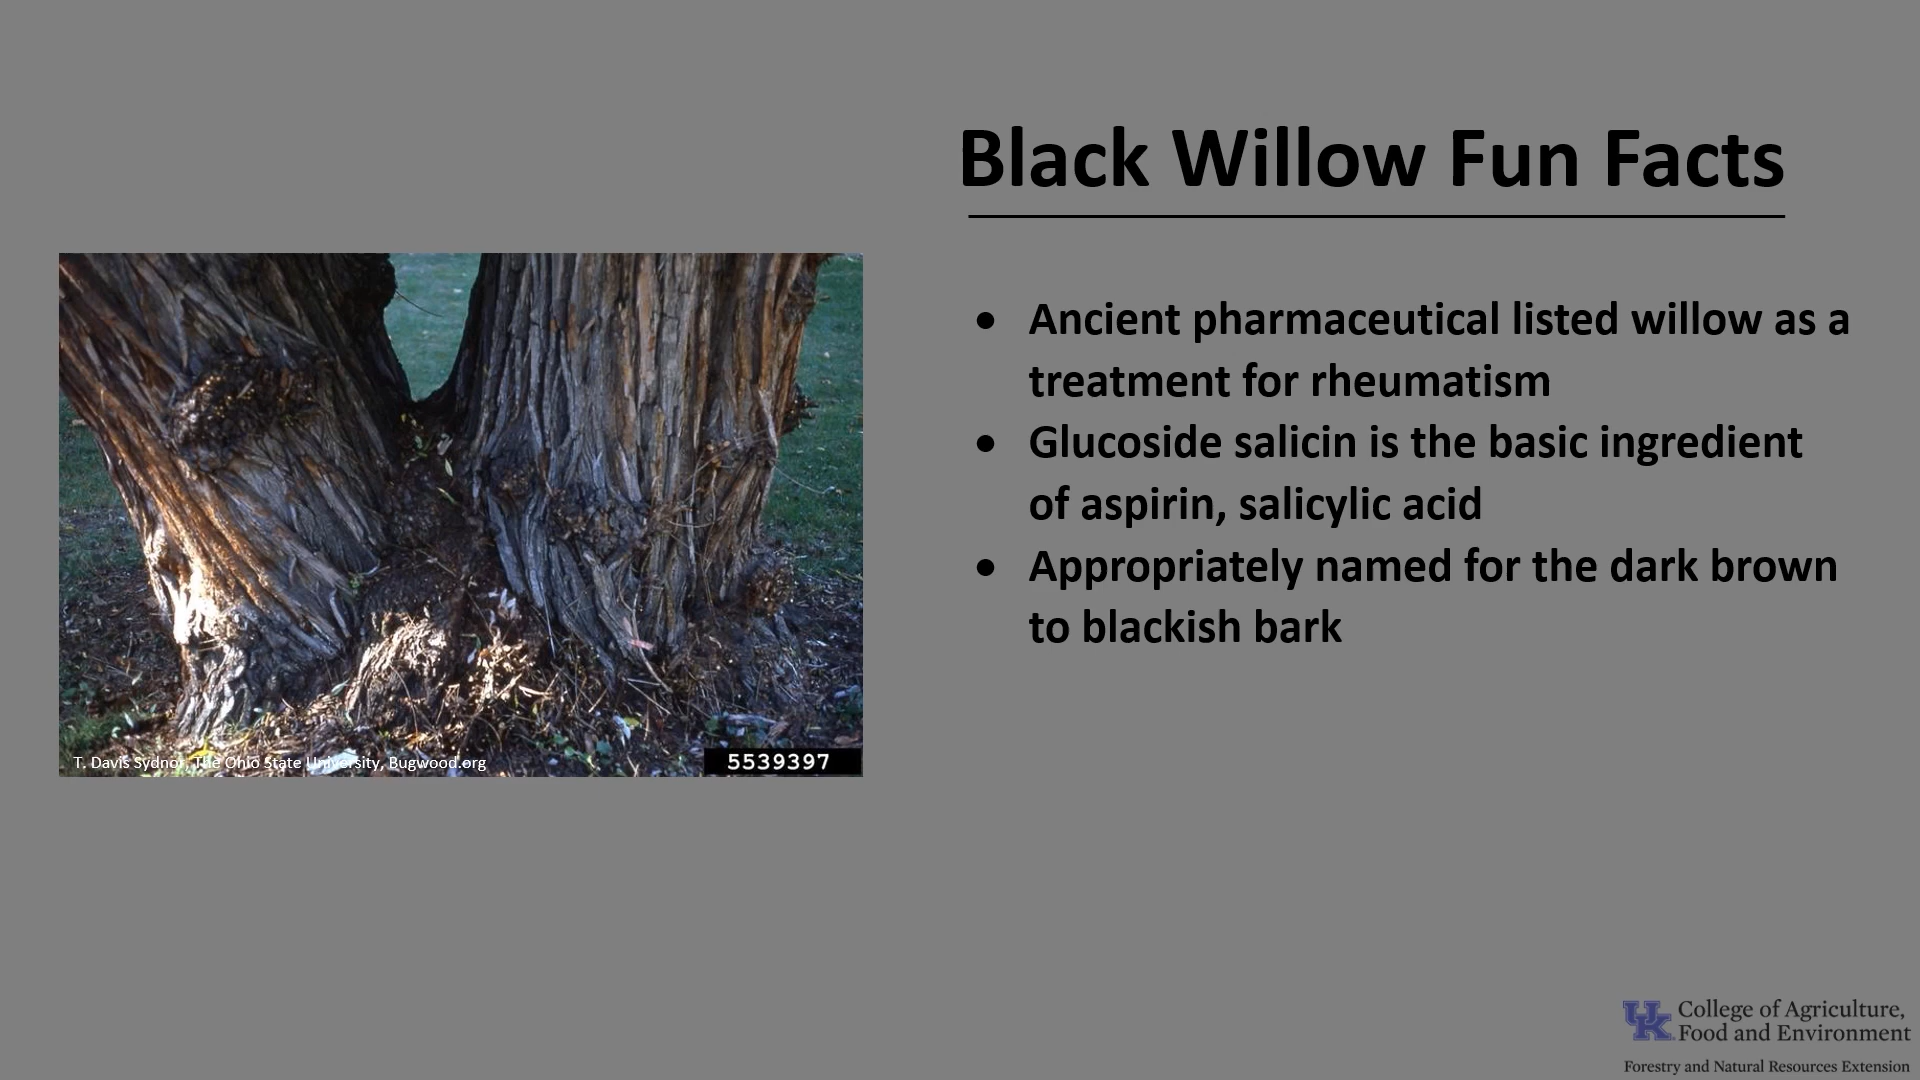 Black Willow Fun Facts
• Ancient pharmaceutical listed willow as a
treatment for rheumatism
• Glucoside salicin is the basic ingredient
of aspirin, salicylic acid
• Appropriately named for the dark brown
to blackish bark
T. Davis Sydnor, The Ohio State University, Bugwood.org
5539397
UK College of Agriculture,
Food and Environment
Forestry and Natural Resources Extension